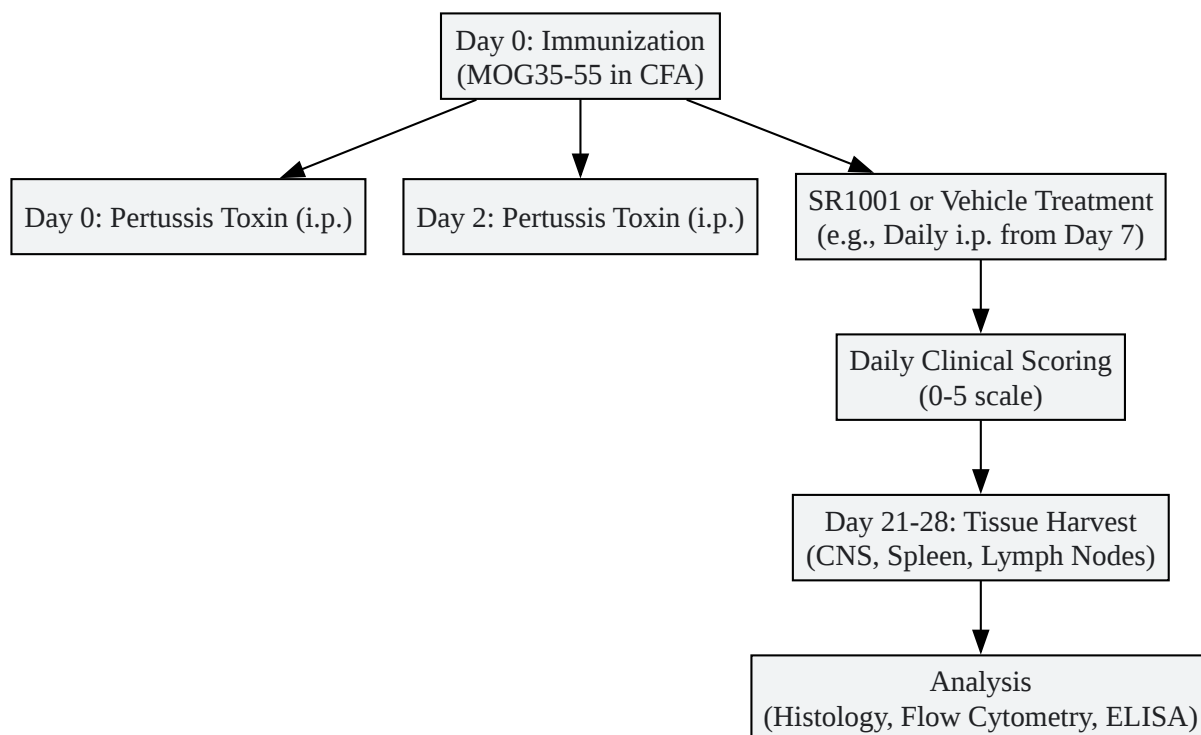 Day 0: Immunization
(MOG35-55 in CFA)
Day 0: Pertussis Toxin (i.p.)
Day 2: Pertussis Toxin (i.p.)
SR1001 or Vehicle Treatment
(e.g., Daily i.p. from Day 7)
Daily Clinical Scoring
(0-5 scale)
Day 21-28: Tissue Harvest
(CNS, Spleen, Lymph Nodes)
Analysis
(Histology, Flow Cytometry, ELISA)